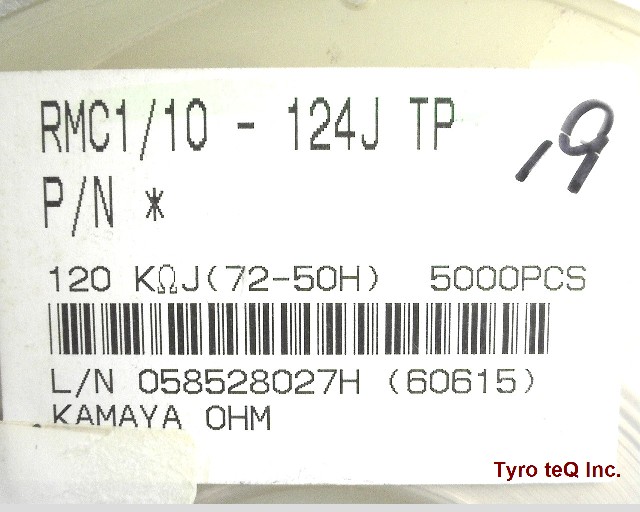 RMC1/10 - 124J TP
19
P/N *
120 KΩJ(72-50H) 5000PCS
L/N 058528027H (60615)
KAMAYA OHM
Tyro teQ Inc.